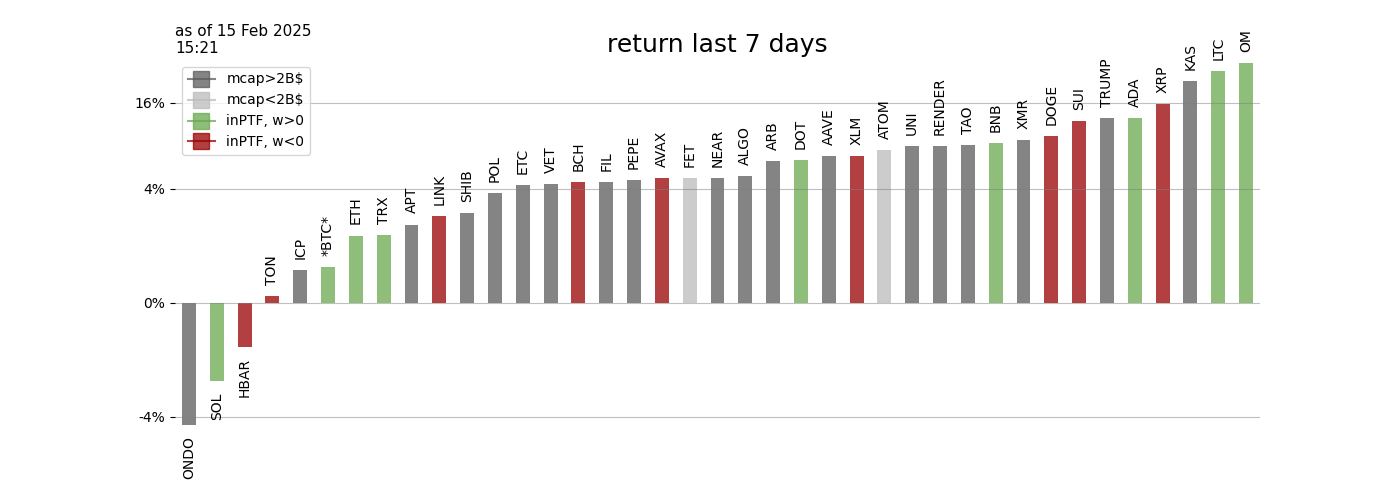 as of 15 Feb 2025
15:21
return last 7 days
mcap>2B$
mcap<2B$
inPTF, w>0
inPTF, w<0
16%
4%
0%
-4%
ONDO
SOL
HBAR
TON
ICP
*BTC*
ETH
TRX
APT
LINK
SHIB
POL
ETC
VET
BCH
FIL
PEPE
AVAX
FET
NEAR
ALGO
ARB
DOT
AAVE
XLM
ATOM
UNI
RENDER
TAO
BNB
XMR
DOGE
SUI
TRUMP
ADA
XRP
KAS
LTC
OM